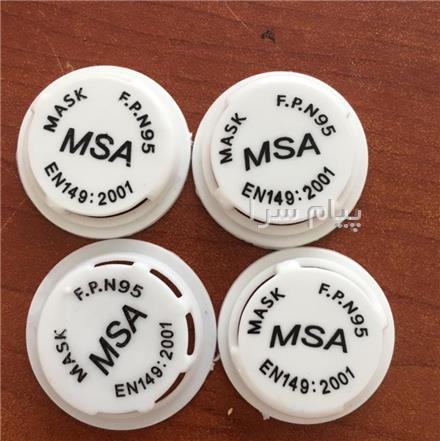 MASK F.P.N95
MSA
EN149:2001
MASK F.P.N95
MSA
EN149:2001
پیام سرا
MASK F.P.N95
MSA
EN149:2001
MASK F.P.N95
MSA
EN149:2001